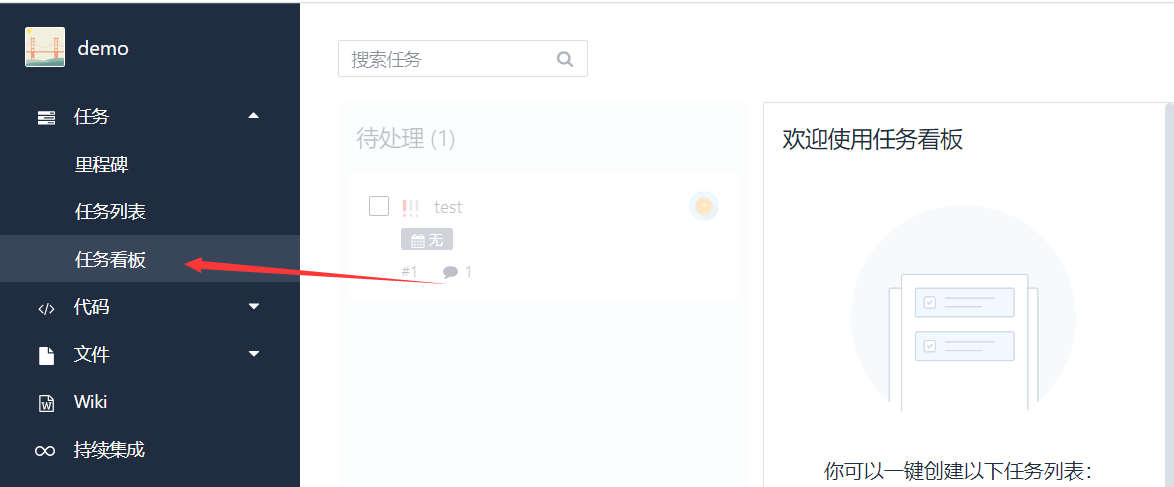 demo
任务
里程碑
任务列表
任务看板
代码
文件
Wiki
持续集成
搜索任务
待处理 (1)
test
无
#1 1
欢迎使用任务看板
你可以一键创建以下任务列表：